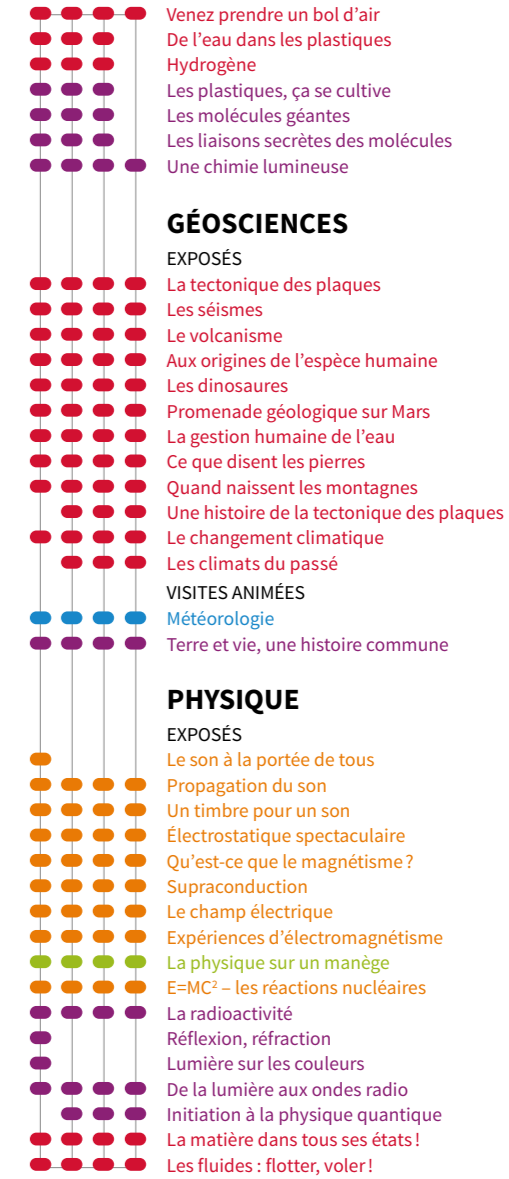 Venez prendre un bol d’air
De l’eau dans les plastiques
Hydrogène
Les plastiques, ça se cultive
Les molécules géantes
Les liaisons secrètes des molécules
Une chimie lumineuse
GÉOSCIENCES
EXPOSÉS
La tectonique des plaques
Les séismes
Le volcanisme
Aux origines de l’espèce humaine
Les dinosaures
Promenade géologique sur Mars
La gestion humaine de l’eau
Ce que disent les pierres
Quand naissent les montagnes
Une histoire de la tectonique des plaques
Le changement climatique
Les climats du passé
VISITES ANIMÉES
Météorologie
Terre et vie, une histoire commune
PHYSIQUE
EXPOSÉS
Le son à la portée de tous
Propagation du son
Un timbre pour un son
Électrostatique spectaculaire
Qu’est-ce que le magnétisme ?
Supraconduction
Le champ électrique
Expériences d’électromagnétisme
La physique sur un manège
E=MC² – les réactions nucléaires
La radioactivité
Réflexion, réfraction
Lumière sur les couleurs
De la lumière aux ondes radio
Initiation à la physique quantique
La matière dans tous ses états !
Les fluides : flotter, voler !